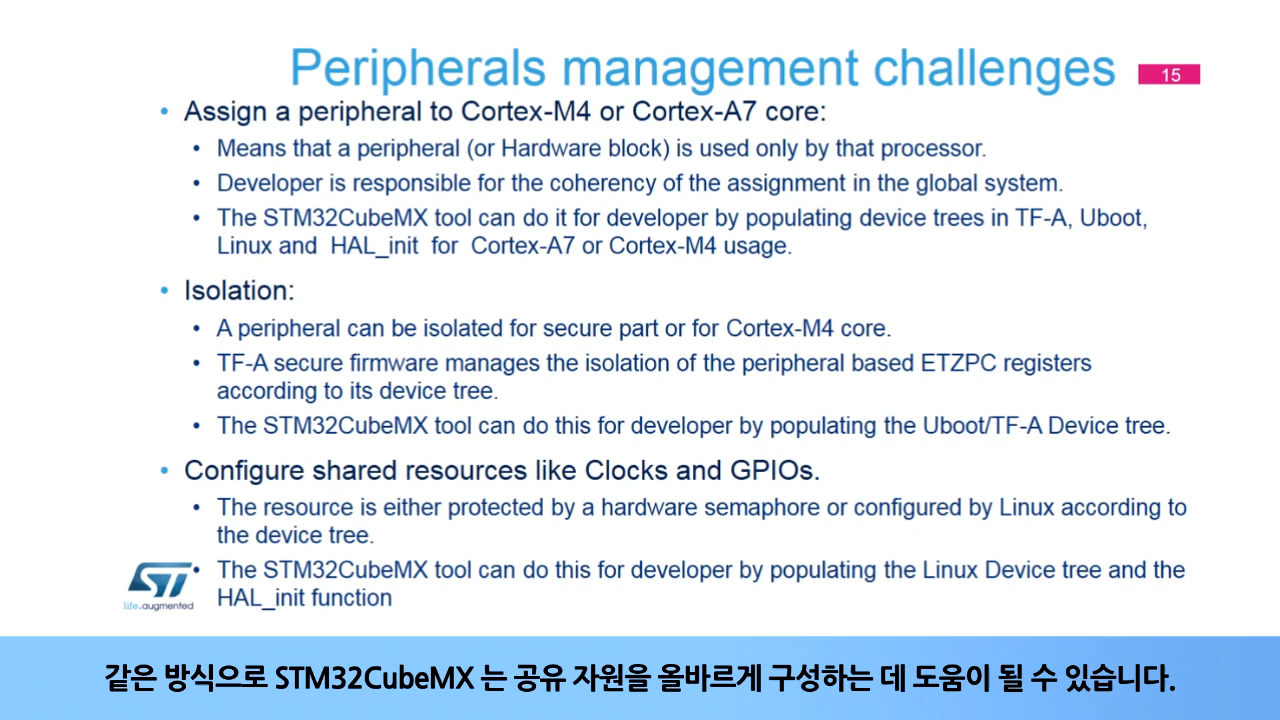 Peripherals management challenges
15
• Assign a peripheral to Cortex-M4 or Cortex-A7 core:
• Means that a peripheral (or Hardware block) is used only by that processor.
• Developer is responsible for the coherency of the assignment in the global system.
• The STM32CubeMX tool can do it for developer by populating device trees in TF-A, Uboot,
Linux and HAL_init for Cortex-A7 or Cortex-M4 usage.
• Isolation:
• A peripheral can be isolated for secure part or for Cortex-M4 core.
• TF-A secure firmware manages the isolation of the peripheral based ETZPC registers
according to its device tree.
• The STM32CubeMX tool can do this for developer by populating the Uboot/TF-A Device tree.
• Configure shared resources like Clocks and GPIOs.
• The resource is either protected by a hardware semaphore or configured by Linux according to
the device tree.
• The STM32CubeMX tool can do this for developer by populating the Linux Device tree and the
HAL_init function
ST
life.augmented
같은 방식으로 STM32CubeMX 는 공유 자원을 올바르게 구성하는 데 도움이 될 수 있습니다.